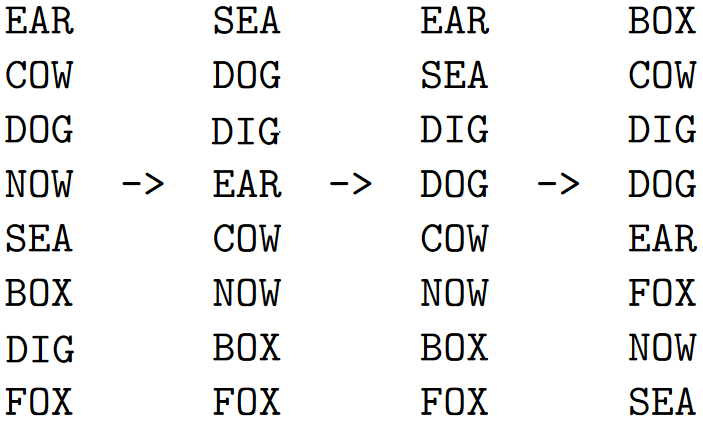 EAR SEA EAR BOX
COW DOG SEA COW
DOG DIG DIG DIG
NOW -> EAR -> DOG -> DOG
SEA COW COW EAR
BOX NOW NOW FOX
DIG BOX BOX NOW
FOX FOX FOX SEA